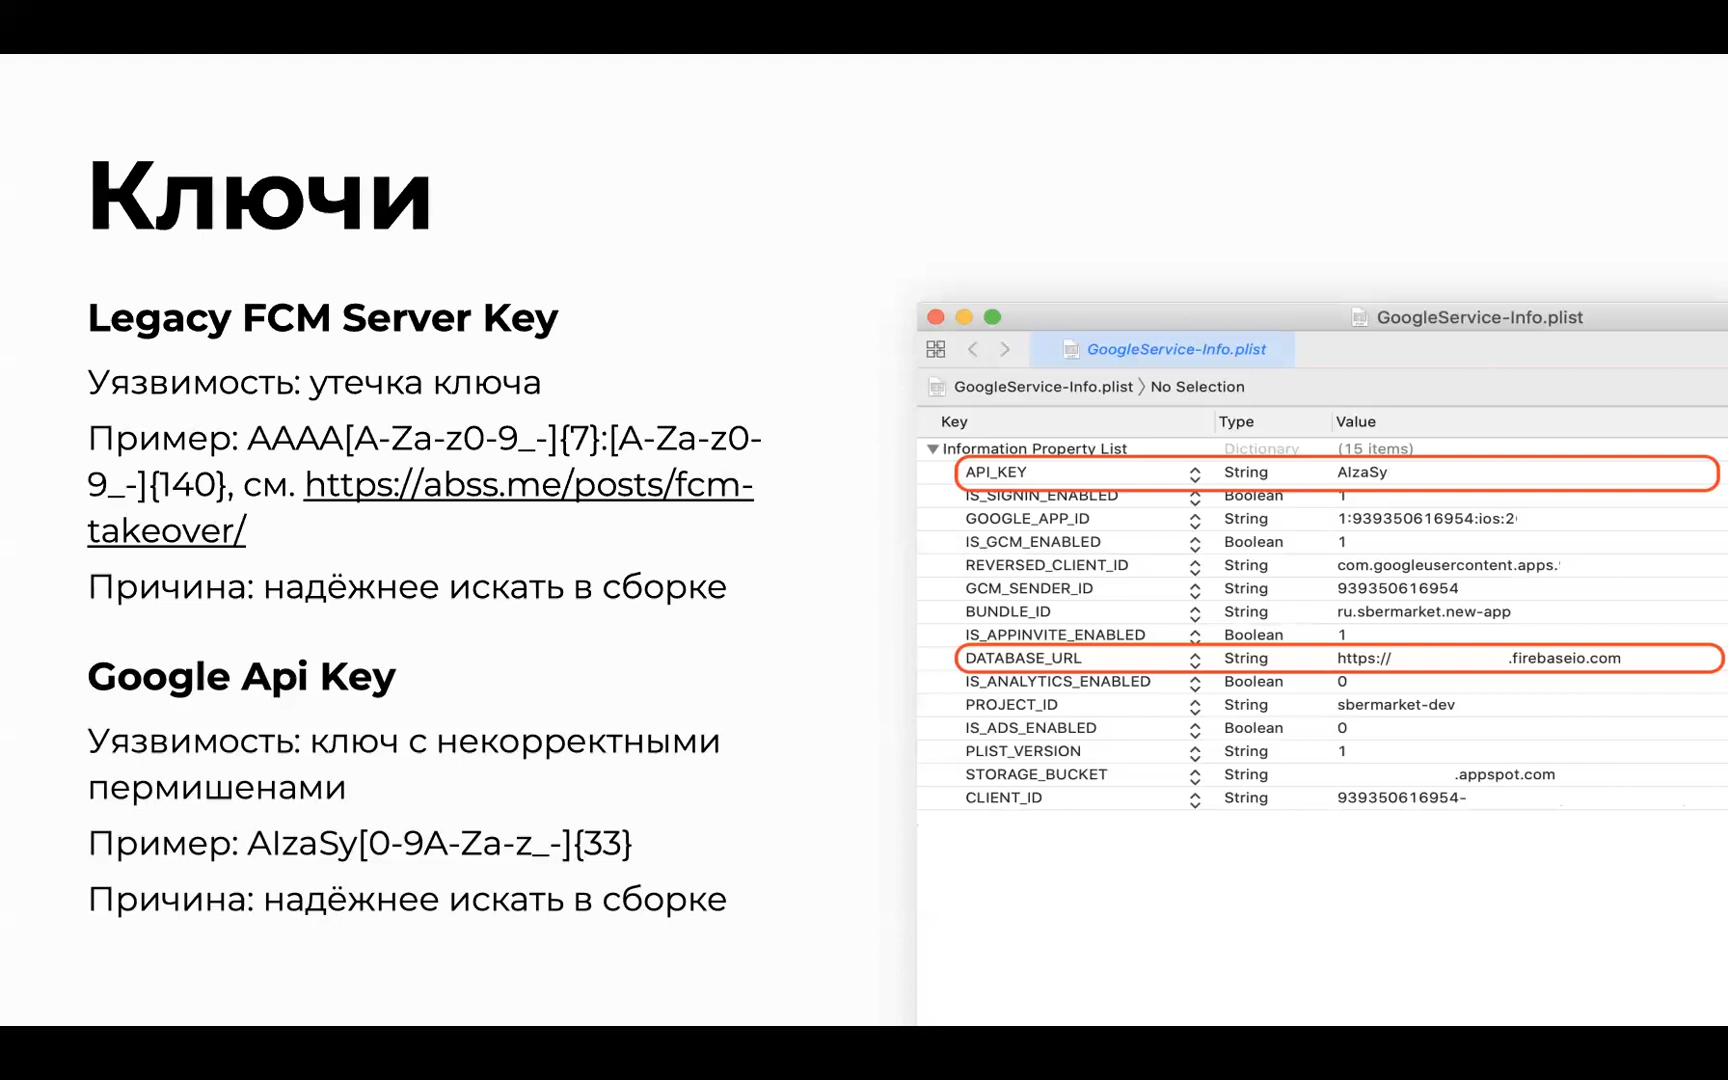 Ключи
Legacy FCM Server Key
Уязвимость: утечка ключа
Пример: AAAA[A-Za-z0-9_-]{7}:[A-Za-z0-
9_-]{140}, см. https://abss.me/posts/fcm-
takeover/
Причина: надёжнее искать в сборке
Google Api Key
Уязвимость: ключ с некорректными
пермишенами
Пример: AIzaSy[0-9A-Za-z_-]{33}
Причина: надёжнее искать в сборке
GoogleService-Info.plist
GoogleService-Info.plist
GoogleService-Info.plist 〉 No Selection
Key Type Value
Information Property List Dictionary (15 items)
API_KEY String AIzaSy
IS_SIGNIN_ENABLED Boolean 1
GOOGLE_APP_ID String 1:939350616954:ios:2
IS_GCM_ENABLED Boolean 1
REVERSED_CLIENT_ID String com.googleusercontent.apps.
GCM_SENDER_ID String 939350616954
BUNDLE_ID String ru.sbermarket.new-app
IS_APPINVITE_ENABLED Boolean 1
DATABASE_URL String https:// .firebaseio.com
IS_ANALYTICS_ENABLED Boolean 0
PROJECT_ID String sbermarket-dev
IS_ADS_ENABLED Boolean 0
PLIST_VERSION String 1
STORAGE_BUCKET String .appspot.com
CLIENT_ID String 939350616954-